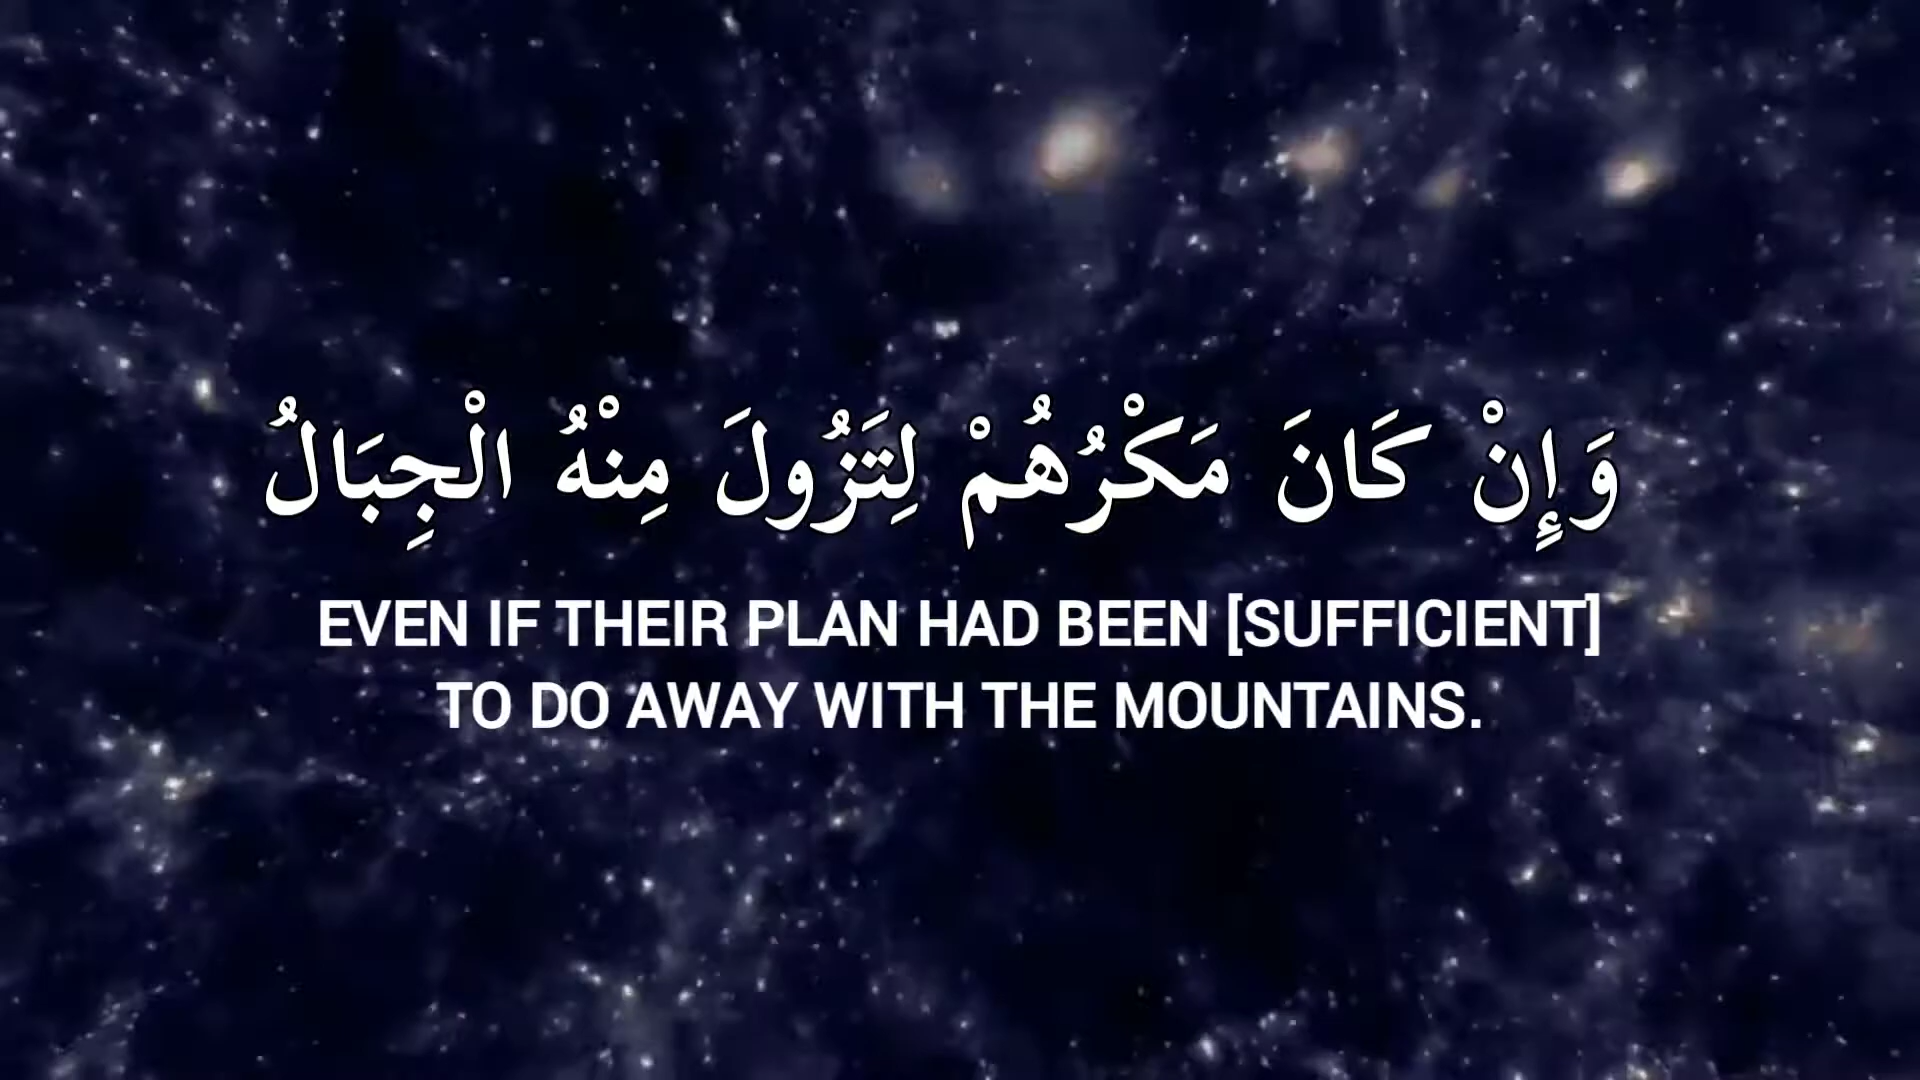 وَإِنْ كَانَ مَكْرُهُمْ لِتَزُولَ مِنْهُ الْجِبَالُ
EVEN IF THEIR PLAN HAD BEEN [SUFFICIENT]
TO DO AWAY WITH THE MOUNTAINS.